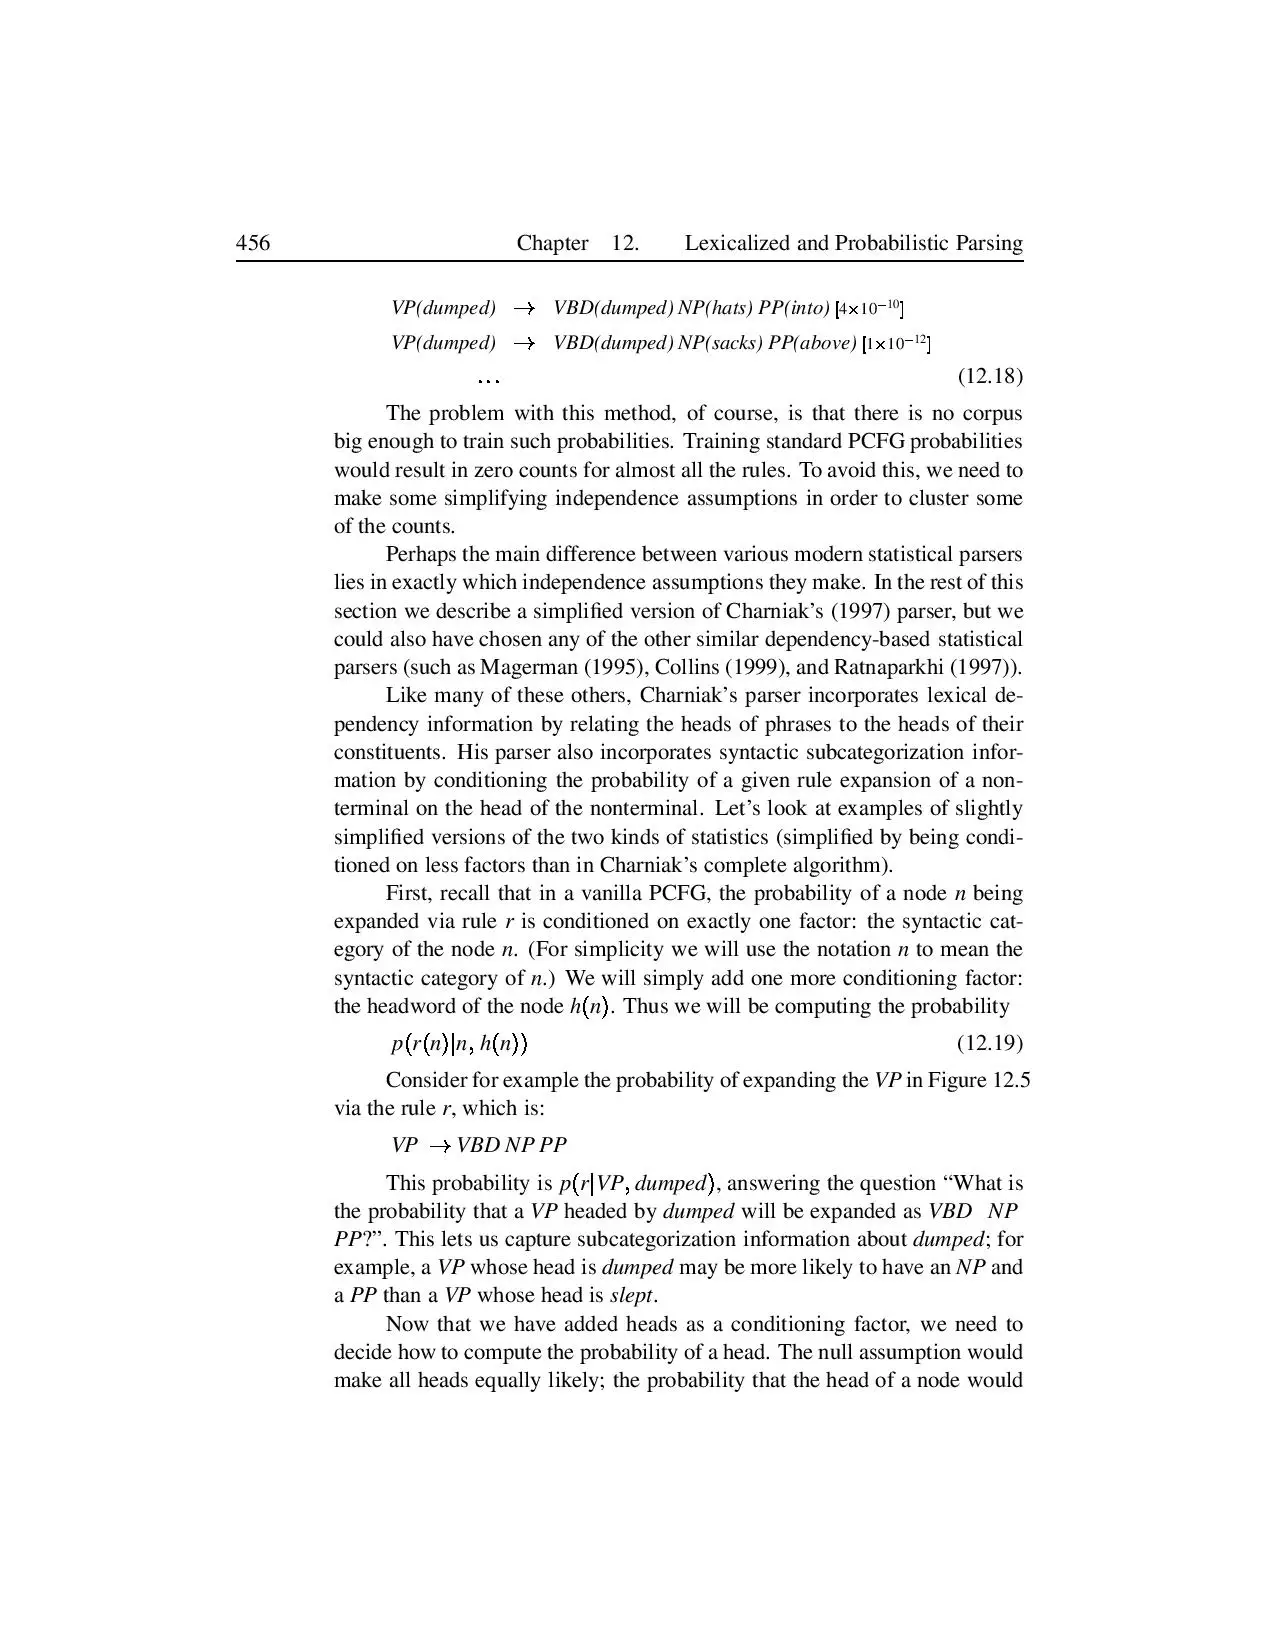 456 Chapter 12. Lexicalized and Probabilistic Parsing
VP(dumped) → VBD(dumped) NP(hats) PP(into) [4×10⁻¹⁰]
VP(dumped) → VBD(dumped) NP(sacks) PP(above) [1×10⁻¹²]
... (12.18)
The problem with this method, of course, is that there is no corpus
big enough to train such probabilities. Training standard PCFG probabilities
would result in zero counts for almost all the rules. To avoid this, we need to
make some simplifying independence assumptions in order to cluster some
of the counts.
Perhaps the main difference between various modern statistical parsers
lies in exactly which independence assumptions they make. In the rest of this
section we describe a simplified version of Charniak's (1997) parser, but we
could also have chosen any of the other similar dependency-based statistical
parsers (such as Magerman (1995), Collins (1999), and Ratnaparkhi (1997)).
Like many of these others, Charniak's parser incorporates lexical de-
pendency information by relating the heads of phrases to the heads of their
constituents. His parser also incorporates syntactic subcategorization infor-
mation by conditioning the probability of a given rule expansion of a non-
terminal on the head of the nonterminal. Let's look at examples of slightly
simplified versions of the two kinds of statistics (simplified by being condi-
tioned on less factors than in Charniak's complete algorithm).
First, recall that in a vanilla PCFG, the probability of a node n being
expanded via rule r is conditioned on exactly one factor: the syntactic cat-
egory of the node n. (For simplicity we will use the notation n to mean the
syntactic category of n.) We will simply add one more conditioning factor:
the headword of the node h(n). Thus we will be computing the probability
p(r(n)|n, h(n)) (12.19)
Consider for example the probability of expanding the VP in Figure 12.5
via the rule r, which is:
VP → VBD NP PP
This probability is p(r|VP, dumped), answering the question “What is
the probability that a VP headed by dumped will be expanded as VBD NP
PP?”. This lets us capture subcategorization information about dumped; for
example, a VP whose head is dumped may be more likely to have an NP and
a PP than a VP whose head is slept.
Now that we have added heads as a conditioning factor, we need to
decide how to compute the probability of a head. The null assumption would
make all heads equally likely; the probability that the head of a node would